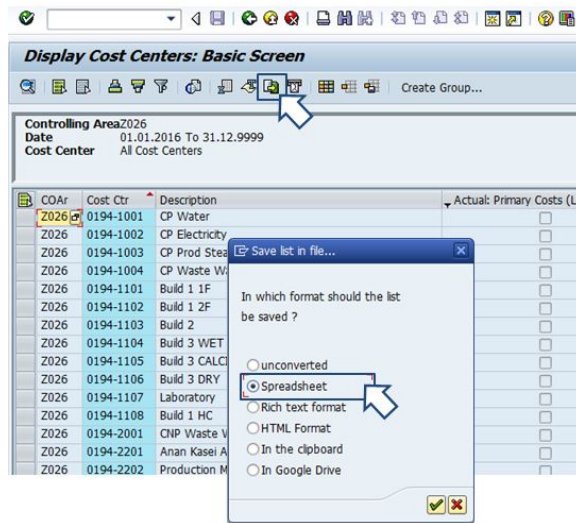 Display Cost Centers: Basic Screen
Create Group...
Controlling Area Z026
Date 01.01.2016 To 31.12.9999
Cost Center All Cost Centers
COAr Cost Ctr Description Actual: Primary Costs (L
Z026 0194-1001 CP Water
Z026 0194-1002 CP Electricity
Z026 0194-1003 CP Prod Stea
Z026 0194-1004 CP Waste W
Z026 0194-1101 Build 1 1F
Z026 0194-1102 Build 1 2F
Z026 0194-1103 Build 2
Z026 0194-1104 Build 3 WET
Z026 0194-1105 Build 3 CALCI
Z026 0194-1106 Build 3 DRY
Z026 0194-1107 Laboratory
Z026 0194-1108 Build 1 HC
Z026 0194-2001 CNP Waste W
Z026 0194-2201 Anan Kasei A
Z026 0194-2202 Production M
Save list in file...
In which format should the list
be saved ?
unconverted
Spreadsheet
Rich text format
HTML Format
In the clipboard
In Google Drive